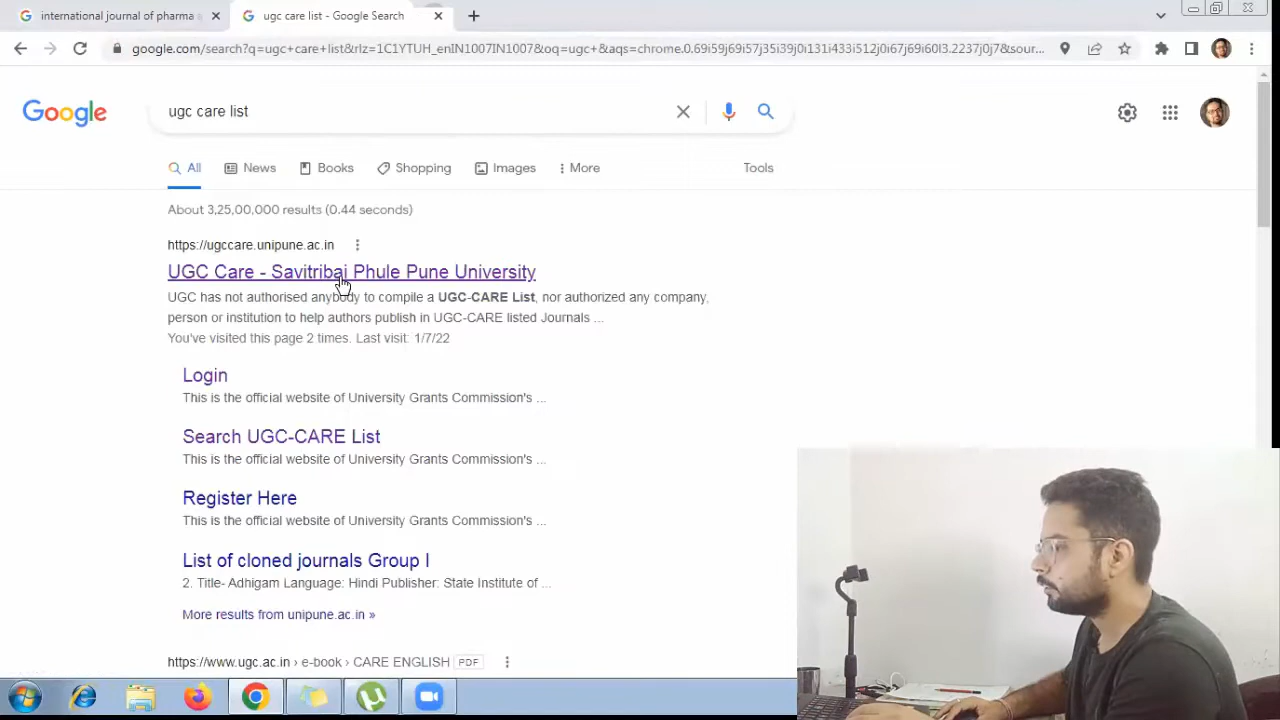 international journal of pharma
ugc care list - Google Search
google.com/search?q=ugc+care+list&rlz=1C1YTUH_enIN1007IN1007&oq=ugc+&aqs=chrome.0.69i59j69i57j35i39j0i131i433i512j0i67j69i60l3.2237j0j7&sour...
Google
ugc care list
All
News
Books
Shopping
Images
More
Tools
About 3,25,00,000 results (0.44 seconds)
https://ugccare.unipune.ac.in
UGC Care - Savitribai Phule Pune University
UGC has not authorised anybody to compile a UGC-CARE List, nor authorized any company,
person or institution to help authors publish in UGC-CARE listed Journals ...
You've visited this page 2 times. Last visit: 1/7/22
Login
This is the official website of University Grants Commission's ...
Search UGC-CARE List
This is the official website of University Grants Commission's ...
Register Here
This is the official website of University Grants Commission's ...
List of cloned journals Group I
2. Title- Adhigam Language: Hindi Publisher: State Institute of ...
More results from unipune.ac.in »
https://www.ugc.ac.in › e-book › CARE ENGLISH PDF